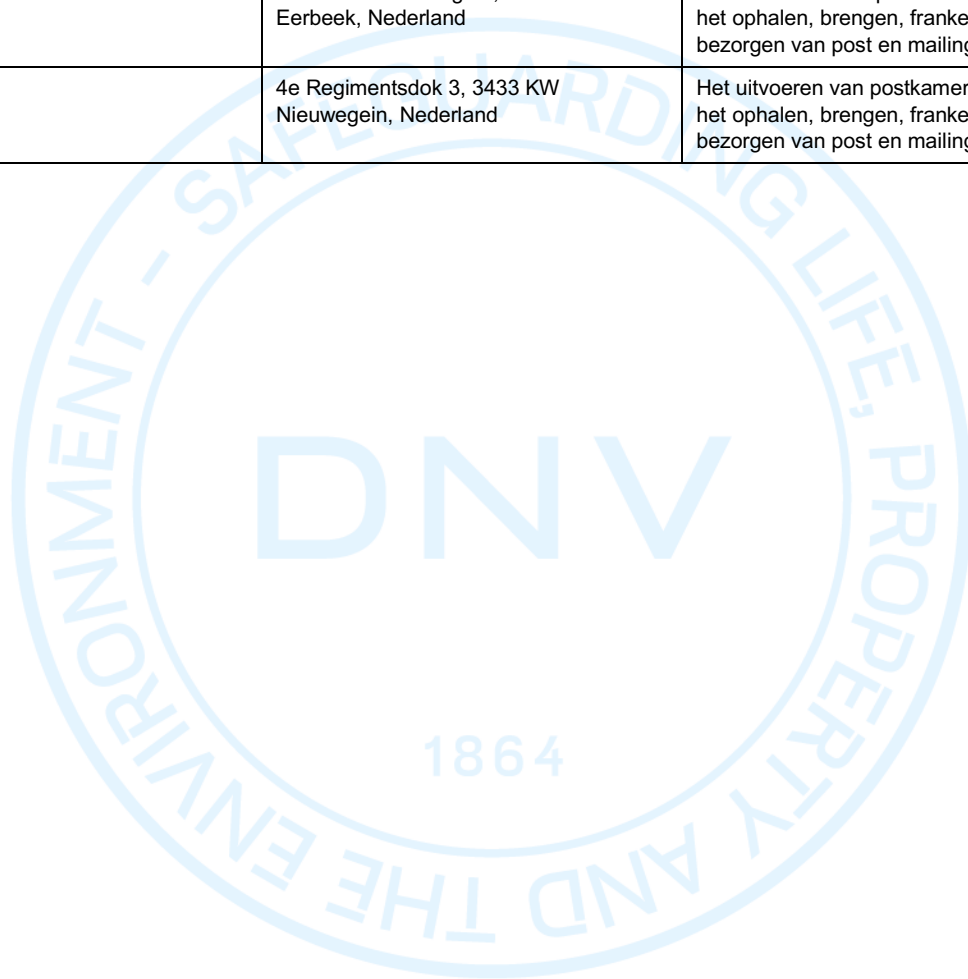 Eerbeek, Nederland
het ophalen, brengen, franke
bezorgen van post en mailing
4e Regimentsdok 3, 3433 KW
Nieuwegein, Nederland
Het uitvoeren van postkamer
het ophalen, brengen, franke
bezorgen van post en mailing
SAFEGUARDING LIFE, PROPERTY AND THE ENVIRONMENT -
DNV
1864